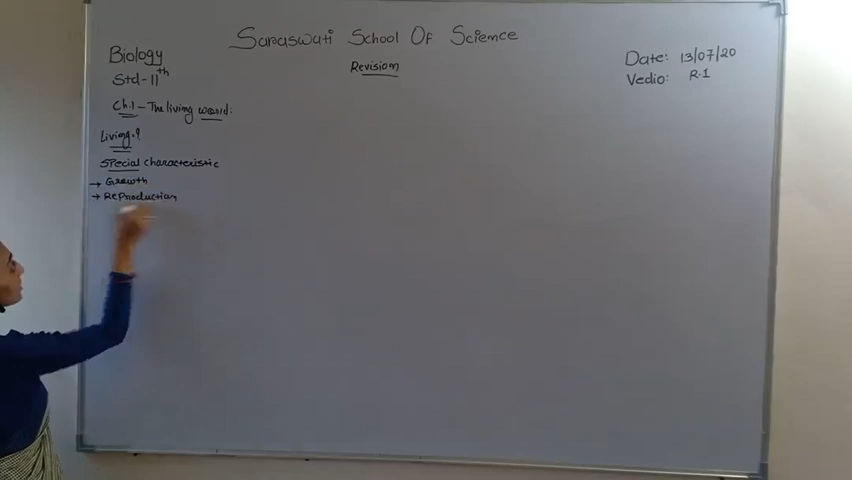 Saraswati School Of Science
Revision
Date: 13/07/20
Vedio: R.1
Biology
Std-11th
Ch.1 - The living world:
Living?
Special characteristic
→ Growth
→ Reproduction